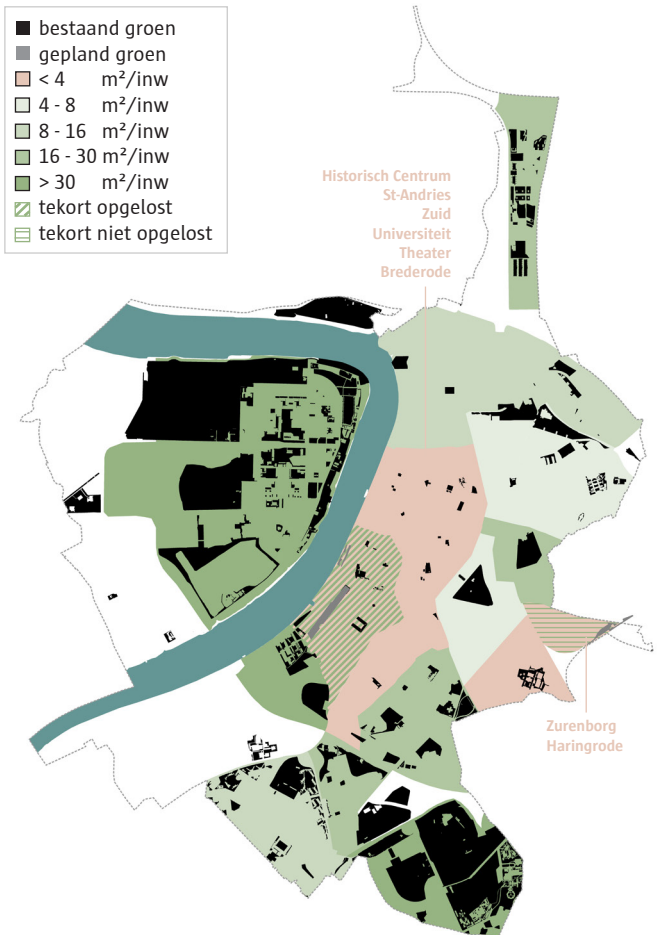 bestaand groen
gepland groen
< 4 m²/inw
4 - 8 m²/inw
8 - 16 m²/inw
16 - 30 m²/inw
> 30 m²/inw
tekort opgelost
tekort niet opgelost
Historisch Centrum
St-Andries
Zuid
Universiteit
Theater
Brederode
Zurenborg
Haringrode